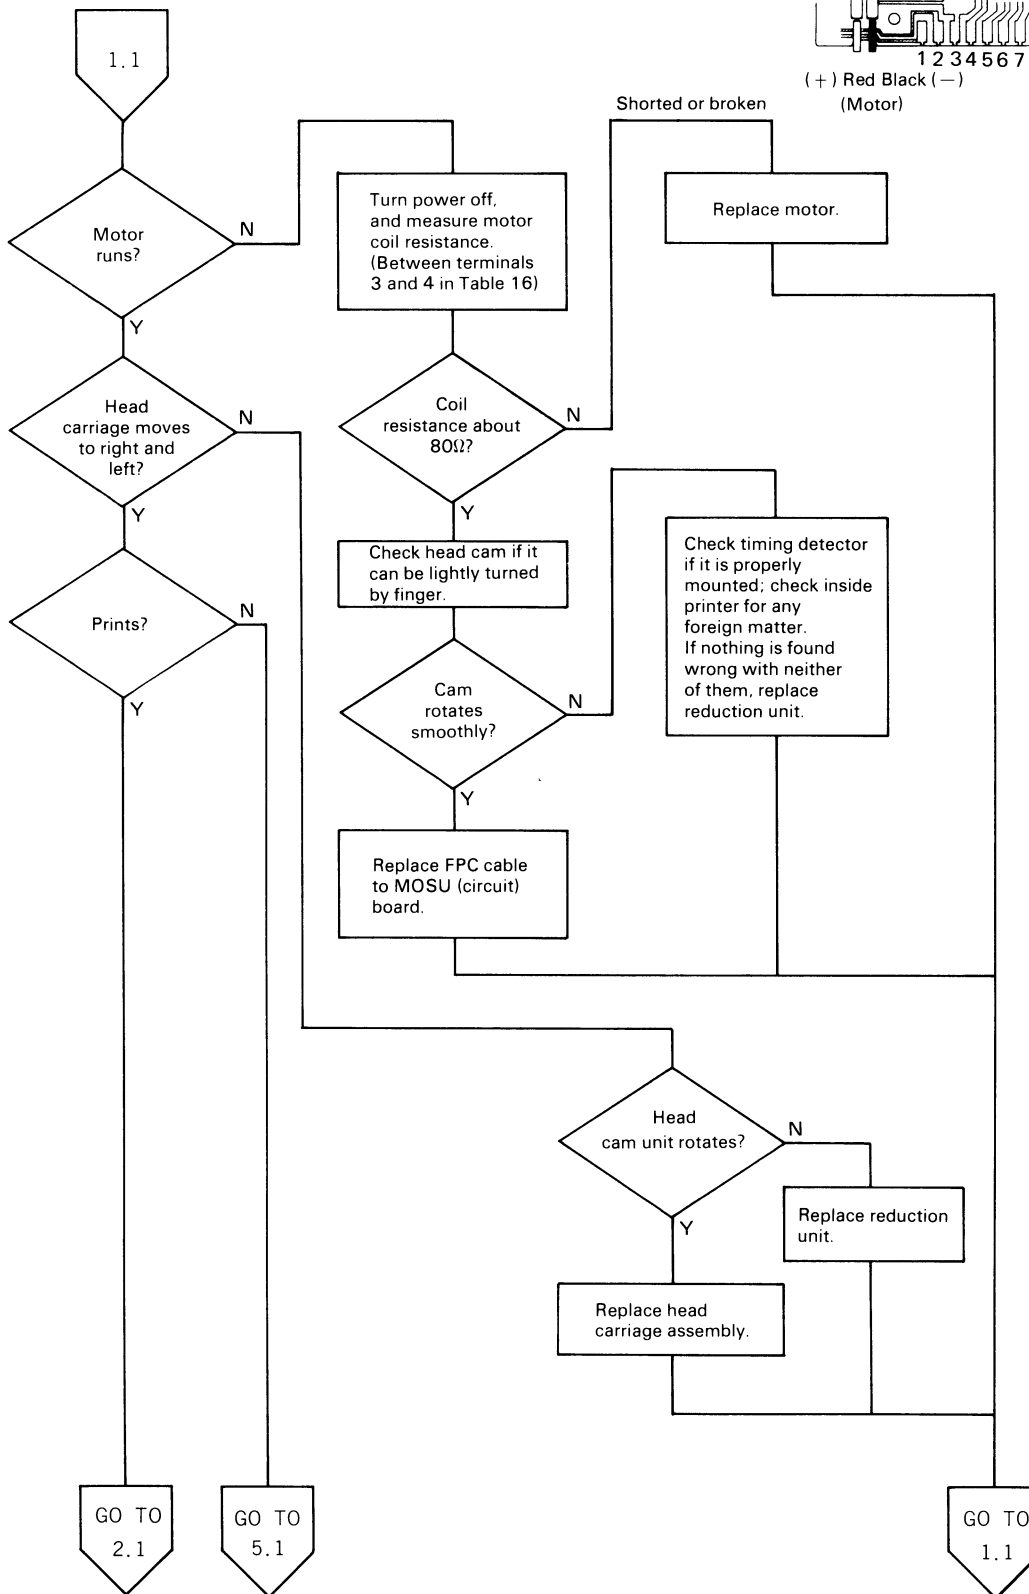 1.1
1 2 3 4 5 6 7
(+) Red Black (−)
(Motor)
Motor
runs?
N
Y
Turn power off,
and measure motor
coil resistance.
(Between terminals
3 and 4 in Table 16)
Shorted or broken
Replace motor.
Head
carriage moves
to right and
left?
N
Y
Coil
resistance about
80Ω?
N
Y
Prints?
N
Y
Check head cam if it
can be lightly turned
by finger.
Check timing detector
if it is properly
mounted; check inside
printer for any
foreign matter.
If nothing is found
wrong with neither
of them, replace
reduction unit.
Cam
rotates
smoothly?
N
Y
Replace FPC cable
to MOSU (circuit)
board.
Head
cam unit rotates?
N
Y
Replace reduction
unit.
Replace head
carriage assembly.
GO TO
2.1
GO TO
5.1
GO TO
1.1